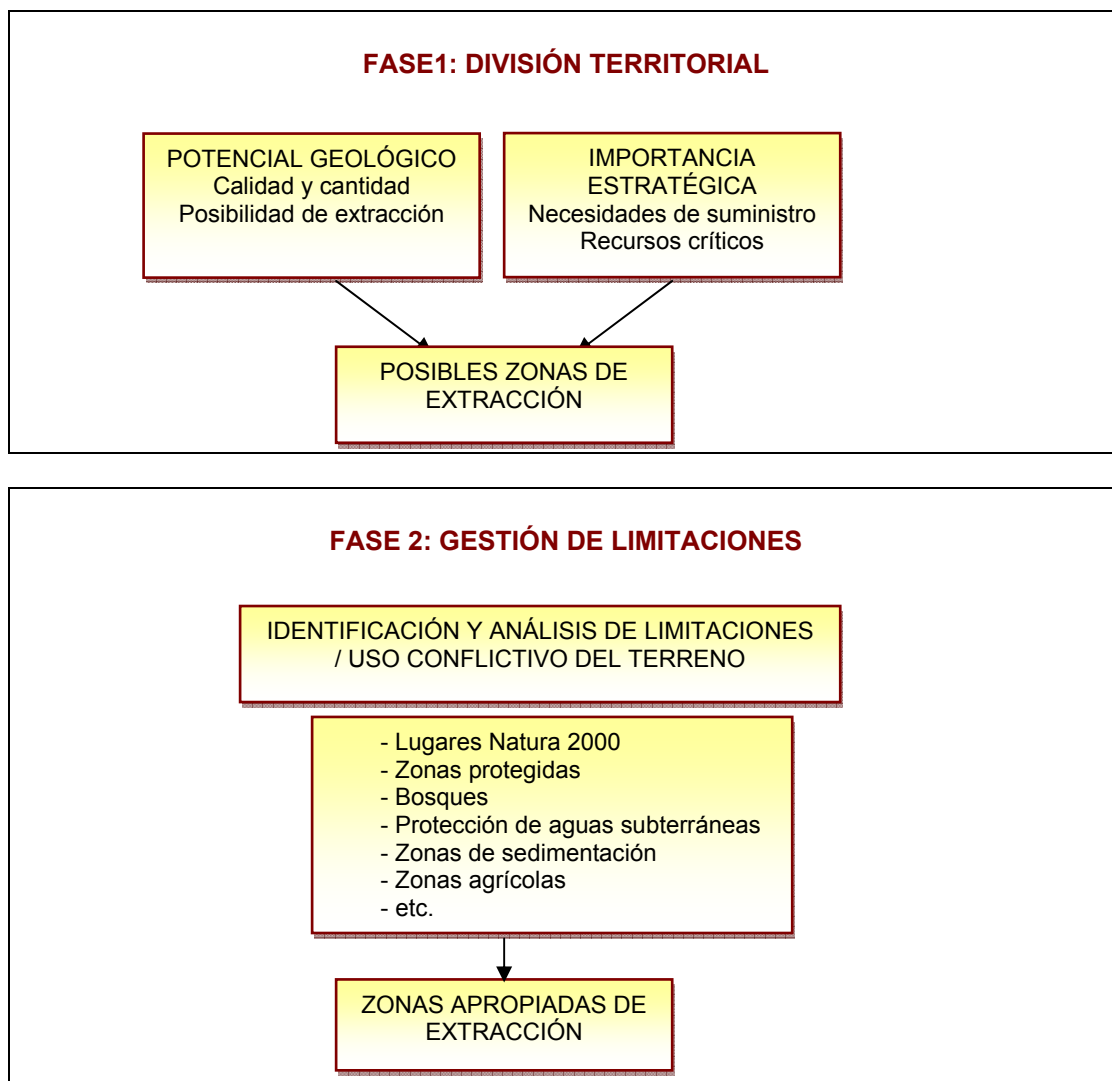 FASE1: DIVISIÓN TERRITORIAL
POTENCIAL GEOLÓGICO
Calidad y cantidad
Posibilidad de extracción
IMPORTANCIA
ESTRATÉGICA
Necesidades de suministro
Recursos críticos
POSIBLES ZONAS DE
EXTRACCIÓN
FASE 2: GESTIÓN DE LIMITACIONES
IDENTIFICACIÓN Y ANÁLISIS DE LIMITACIONES
/ USO CONFLICTIVO DEL TERRENO
- Lugares Natura 2000
- Zonas protegidas
- Bosques
- Protección de aguas subterráneas
- Zonas de sedimentación
- Zonas agrícolas
- etc.
ZONAS APROPIADAS DE
EXTRACCIÓN